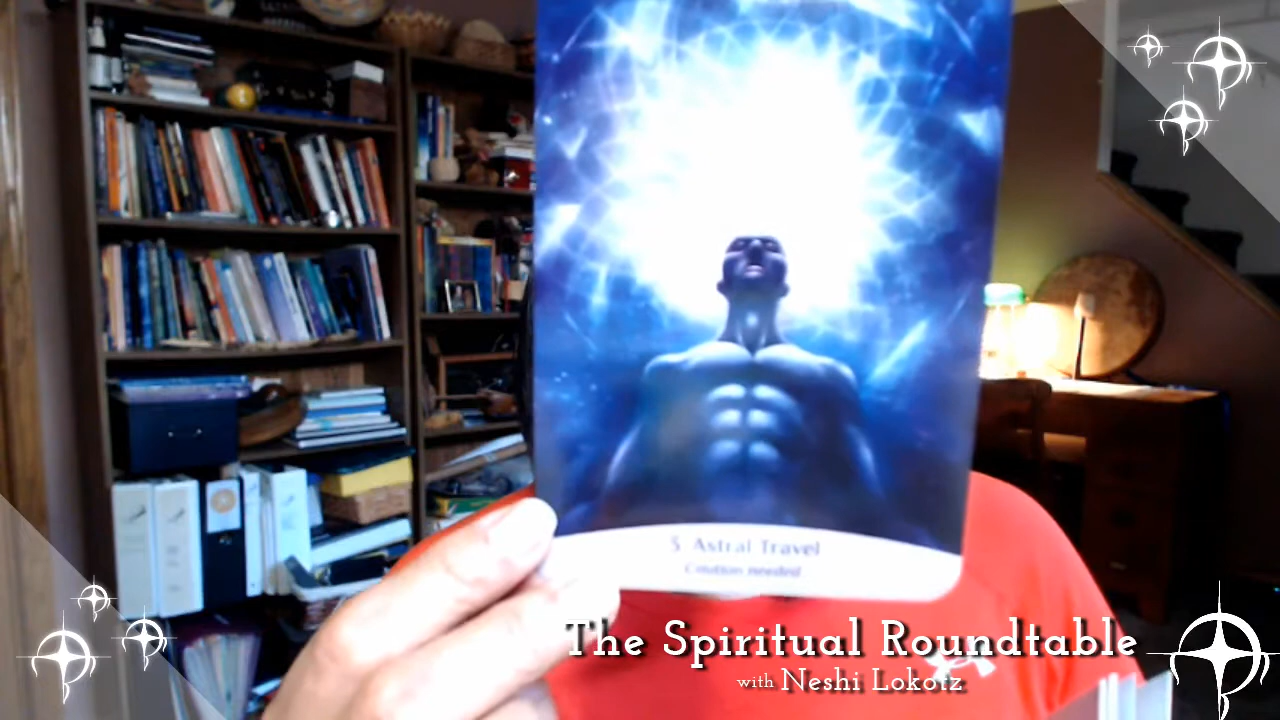 5 Astral Travel
Caution needed
The Spiritual Roundtable
with Neshi Lokotz